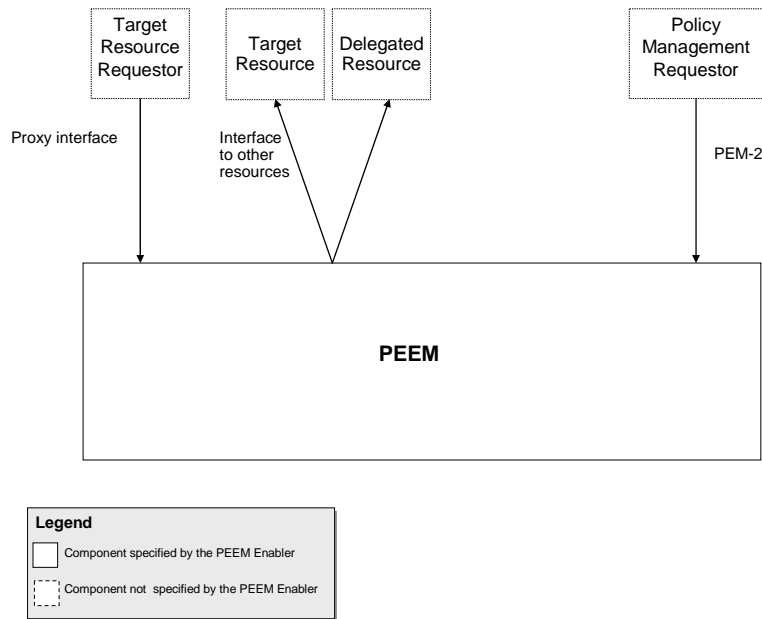 Target
Resource
Requestor
Target
Resource
Delegated
Resource
Policy
Management
Requestor
Proxy interface
Interface
to other
resources
PEM-2
PEEM
Legend
Component specified by the PEEM Enabler
Component not specified by the PEEM Enabler